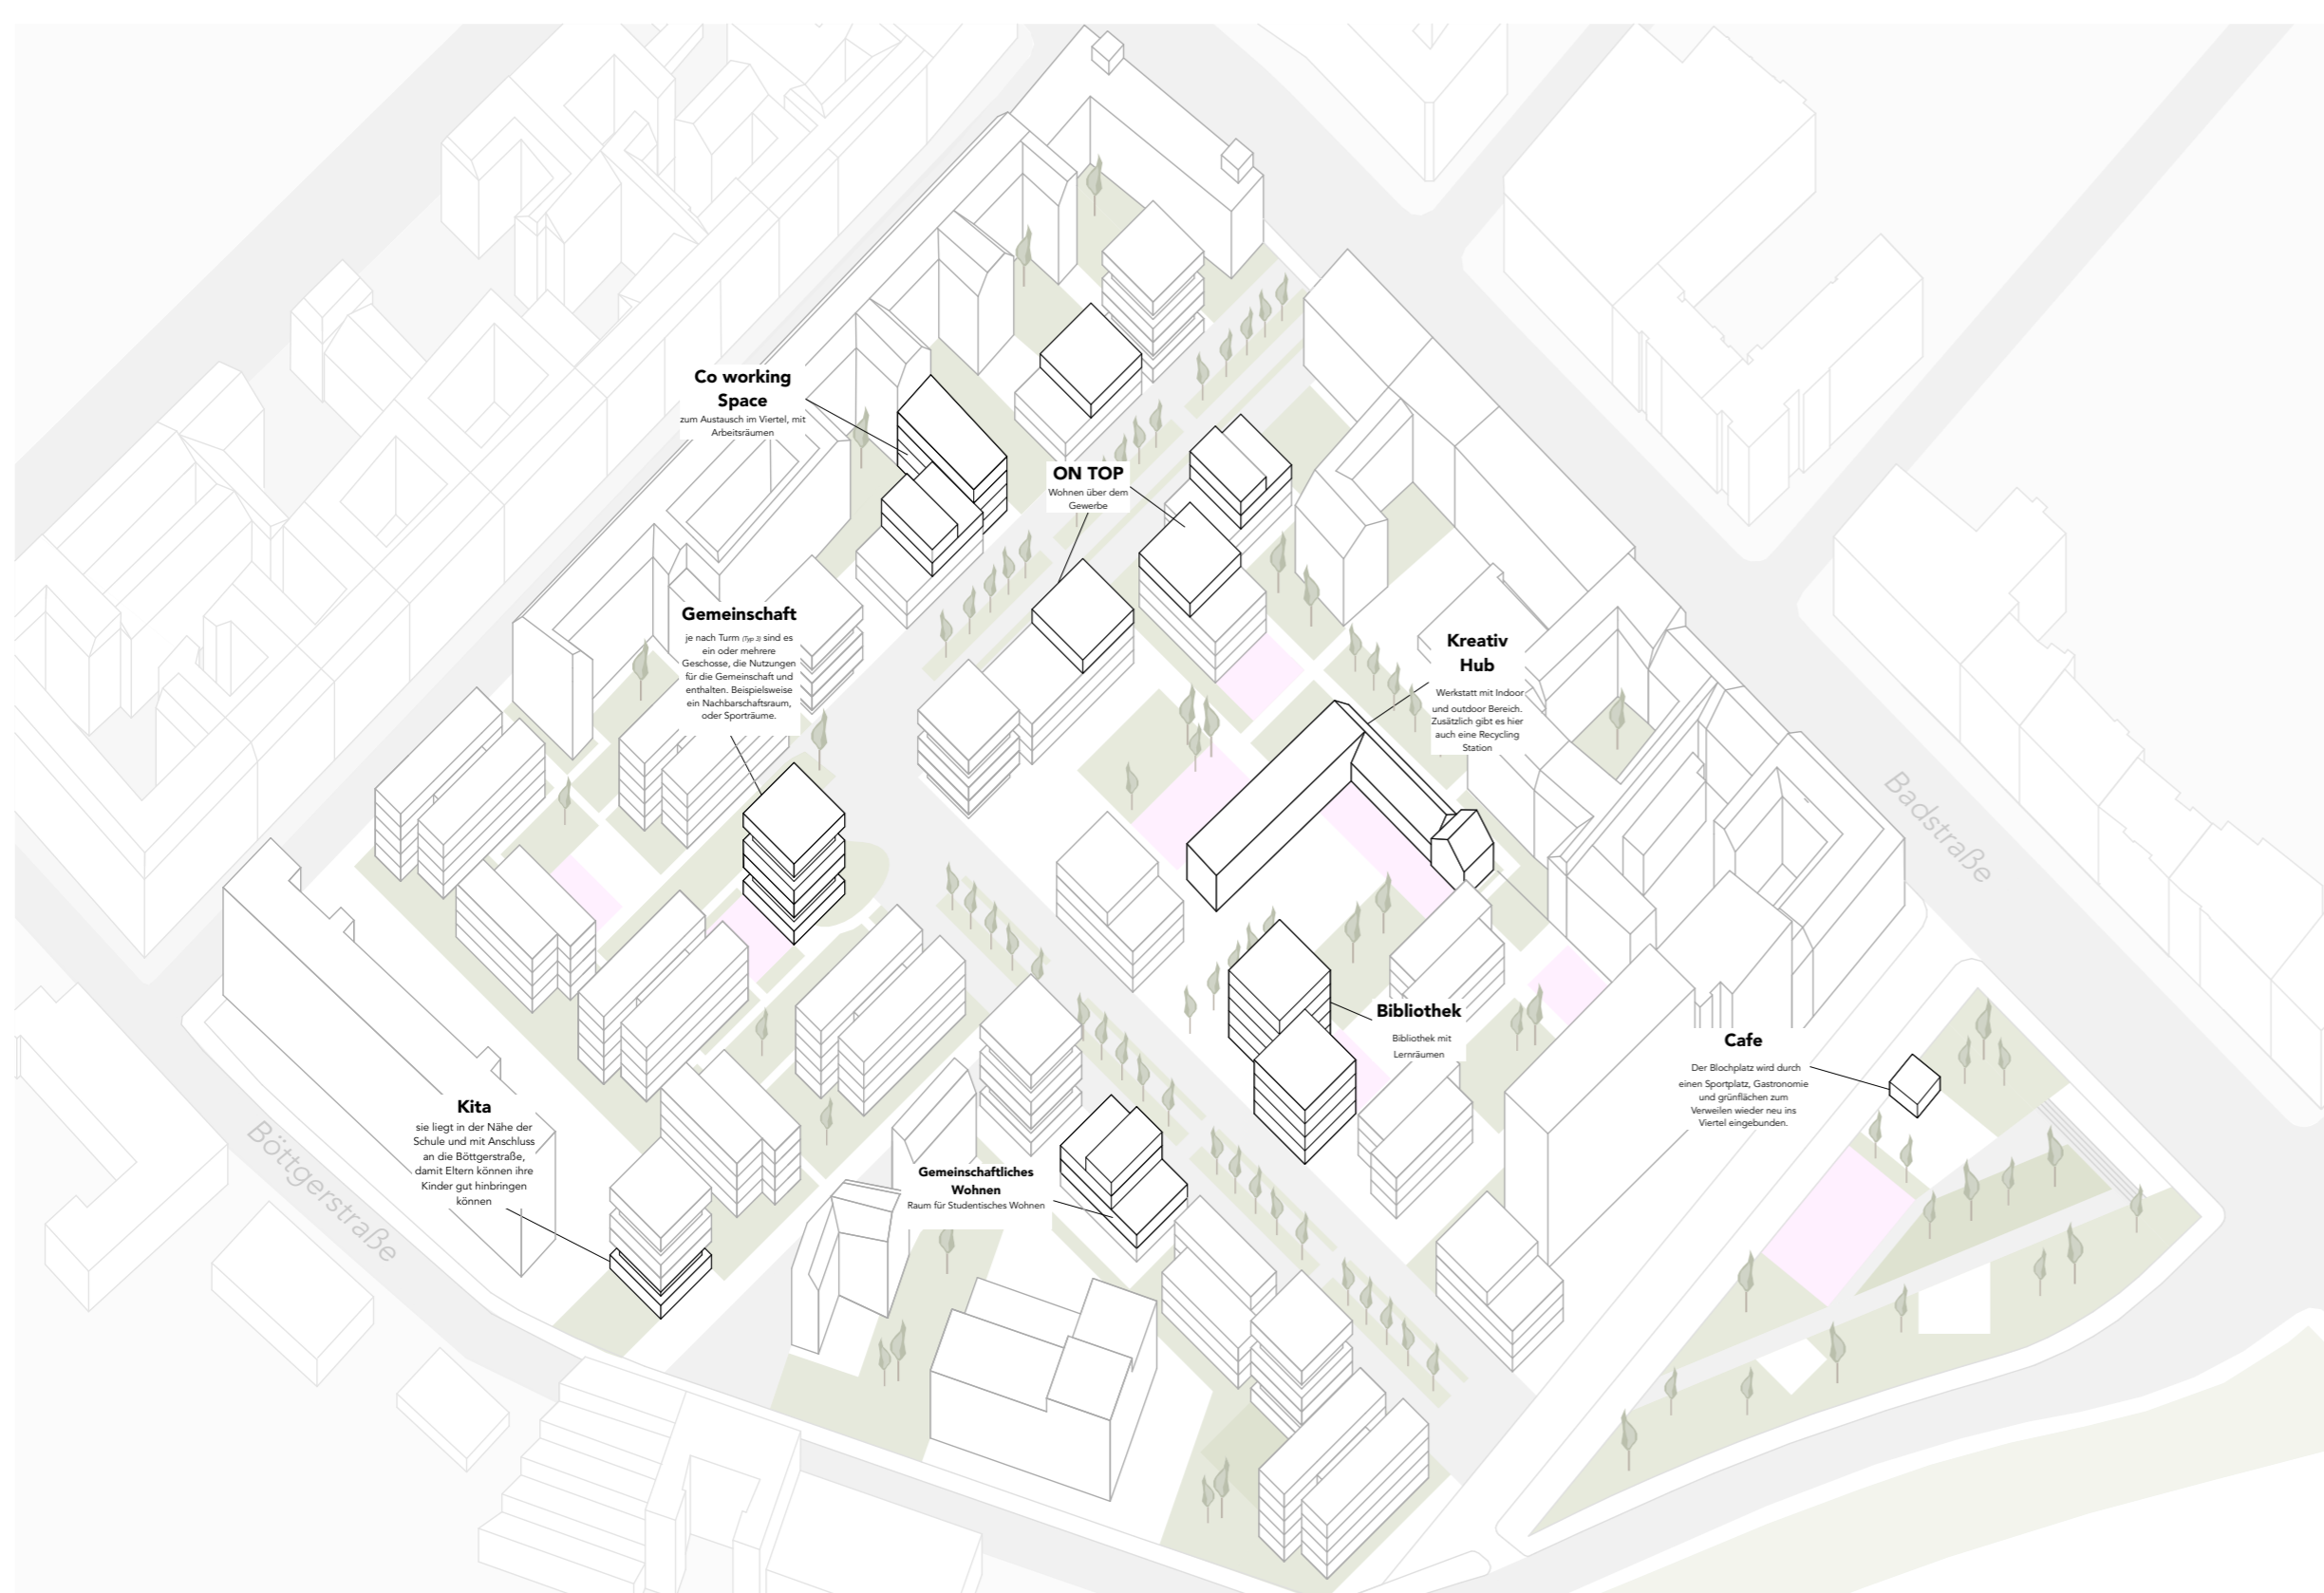 Co working
Space
zum Austausch im Viertel, mit
Arbeitsräumen
ON TOP
Wohnen über dem
Gewerbe
Gemeinschaft
je nach Turm (Typ 3) sind es
ein oder mehrere
Geschosse, die Nutzungen
für die Gemeinschaft und
enthalten. Beispielsweise
ein Nachbarschaftsraum,
oder Sporträume.
Kreativ
Hub
Werkstatt mit Indoor
und outdoor Bereich.
Zusätzlich gibt es hier
auch eine Recycling
Station
Badstraße
Bibliothek
Bibliothek mit
Lernräumen
Cafe
Der Blochplatz wird durch
einen Sportplatz, Gastronomie
und grünflächen zum
Verweilen wieder neu ins
Viertel eingebunden.
Kita
sie liegt in der Nähe der
Schule und mit Anschluss
an die Böttgerstraße,
damit Eltern können ihre
Kinder gut hinbringen
können
Böttgerstraße
Gemeinschaftliches
Wohnen
Raum für Studentisches Wohnen